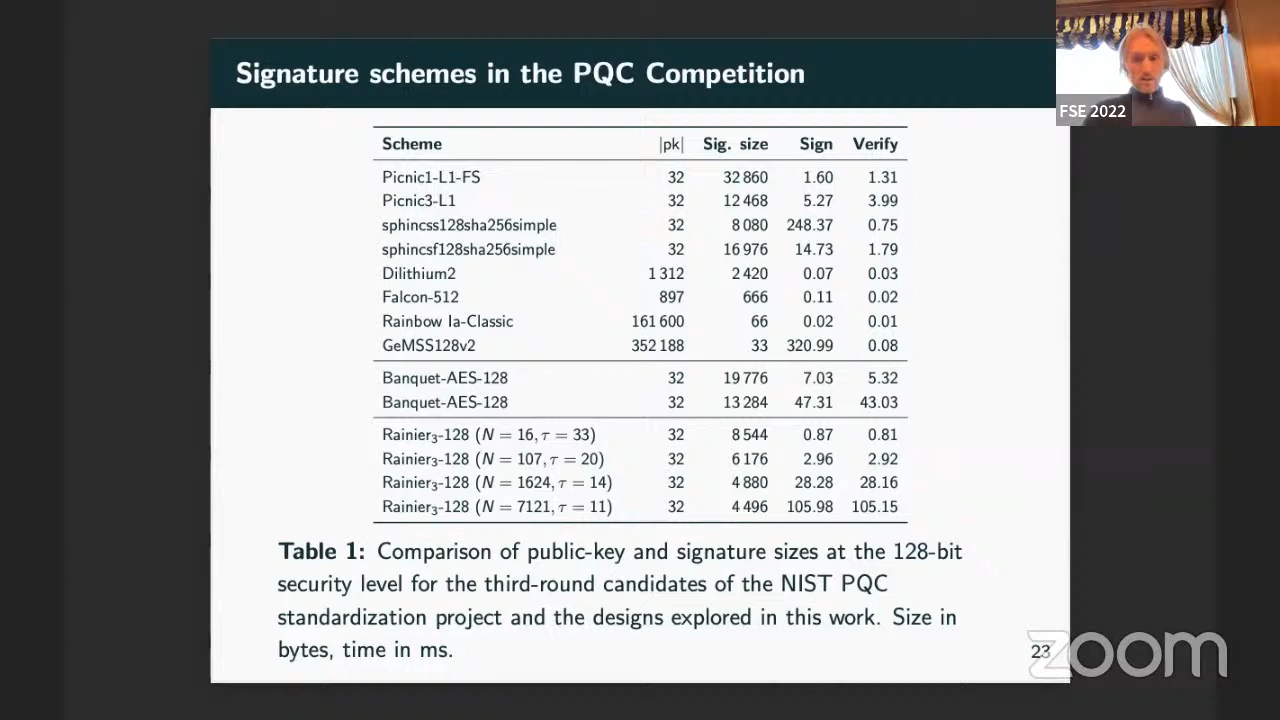 Signature schemes in the PQC Competition
FSE 2022
Scheme |pk| Sig. size Sign Verify
Picnic1-L1-FS 32 32 860 1.60 1.31
Picnic3-L1 32 12 468 5.27 3.99
sphincss128sha256simple 32 8 080 248.37 0.75
sphincsf128sha256simple 32 16 976 14.73 1.79
Dilithium2 1 312 2 420 0.07 0.03
Falcon-512 897 666 0.11 0.02
Rainbow Ia-Classic 161 600 66 0.02 0.01
GeMSS128v2 352 188 33 320.99 0.08
Banquet-AES-128 32 19 776 7.03 5.32
Banquet-AES-128 32 13 284 47.31 43.03
Rainier₃-128 (N = 16, τ = 33) 32 8 544 0.87 0.81
Rainier₃-128 (N = 107, τ = 20) 32 6 176 2.96 2.92
Rainier₃-128 (N = 1624, τ = 14) 32 4 880 28.28 28.16
Rainier₃-128 (N = 7121, τ = 11) 32 4 496 105.98 105.15
Table 1: Comparison of public-key and signature sizes at the 128-bit
security level for the third-round candidates of the NIST PQC
standardization project and the designs explored in this work. Size in
bytes, time in ms.
23
zoom